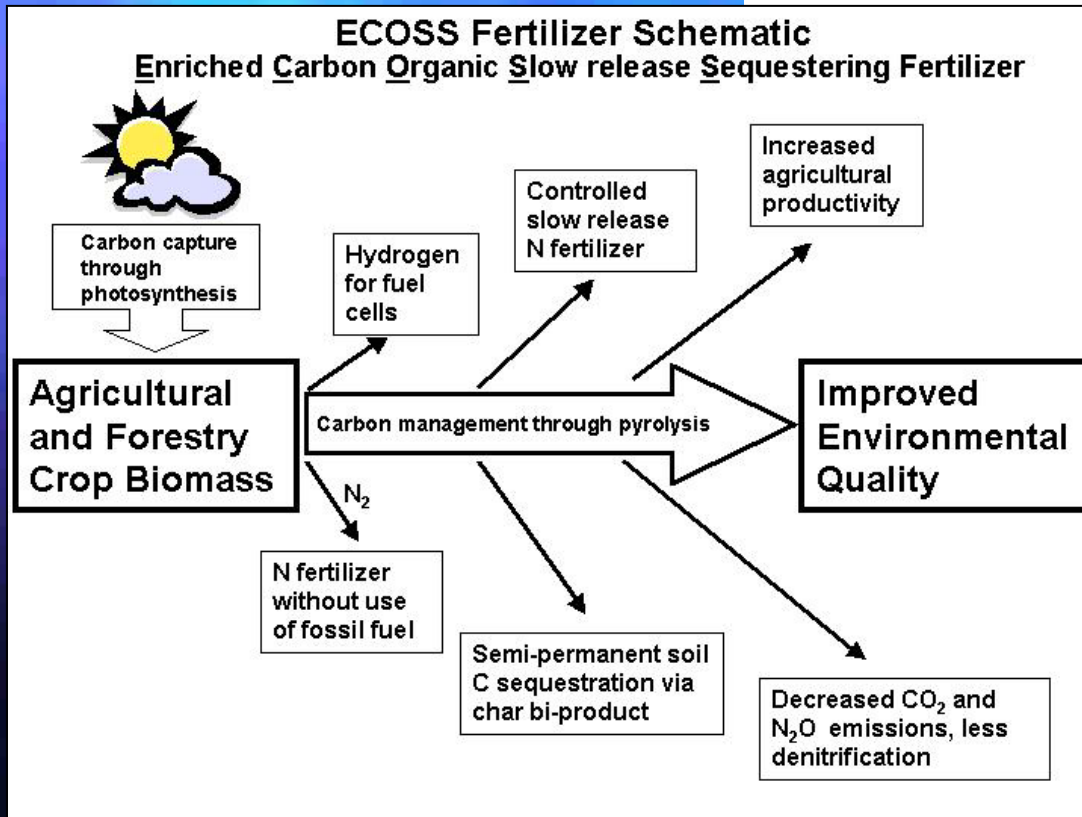 ECOSS Fertilizer Schematic
Enriched Carbon Organic Slow release Sequestering Fertilizer
Carbon capture
through
photosynthesis
Hydrogen
for fuel
cells
Controlled
slow release
N fertilizer
Increased
agricultural
productivity
Agricultural
and Forestry
Crop Biomass
Carbon management through pyrolysis
Improved
Environmental
Quality
N₂
N fertilizer
without use
of fossil fuel
Semi-permanent soil
C sequestration via
char bi-product
Decreased CO₂ and
N₂O emissions, less
denitrification